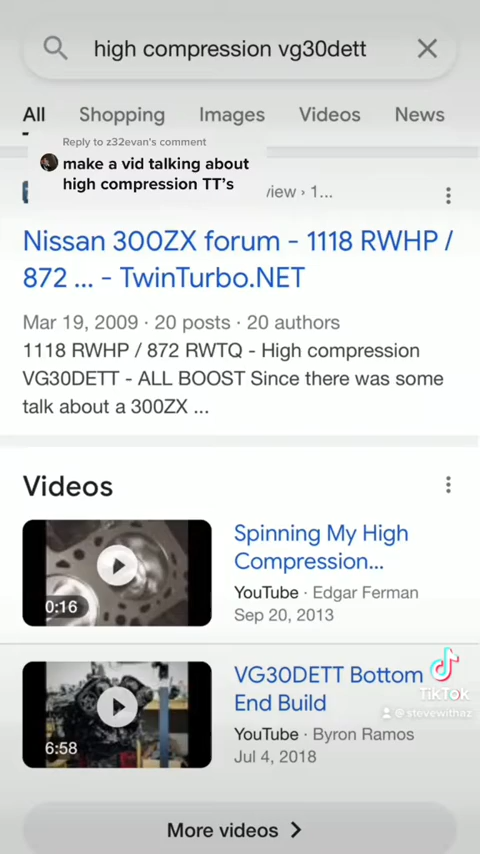 high compression vg30dett
All Shopping Images Videos News
Reply to z32evan's comment
make a vid talking about
high compression TT's
view › 1...
Nissan 300ZX forum - 1118 RWHP /
872 ... - TwinTurbo.NET
Mar 19, 2009 · 20 posts · 20 authors
1118 RWHP / 872 RWTQ - High compression
VG30DETT - ALL BOOST Since there was some
talk about a 300ZX ...
Videos
Spinning My High
Compression...
YouTube · Edgar Ferman
Sep 20, 2013
0:16
VG30DETT Bottom
End Build
YouTube · Byron Ramos
Jul 4, 2018
6:58
TikTok
@stevewithaz
More videos